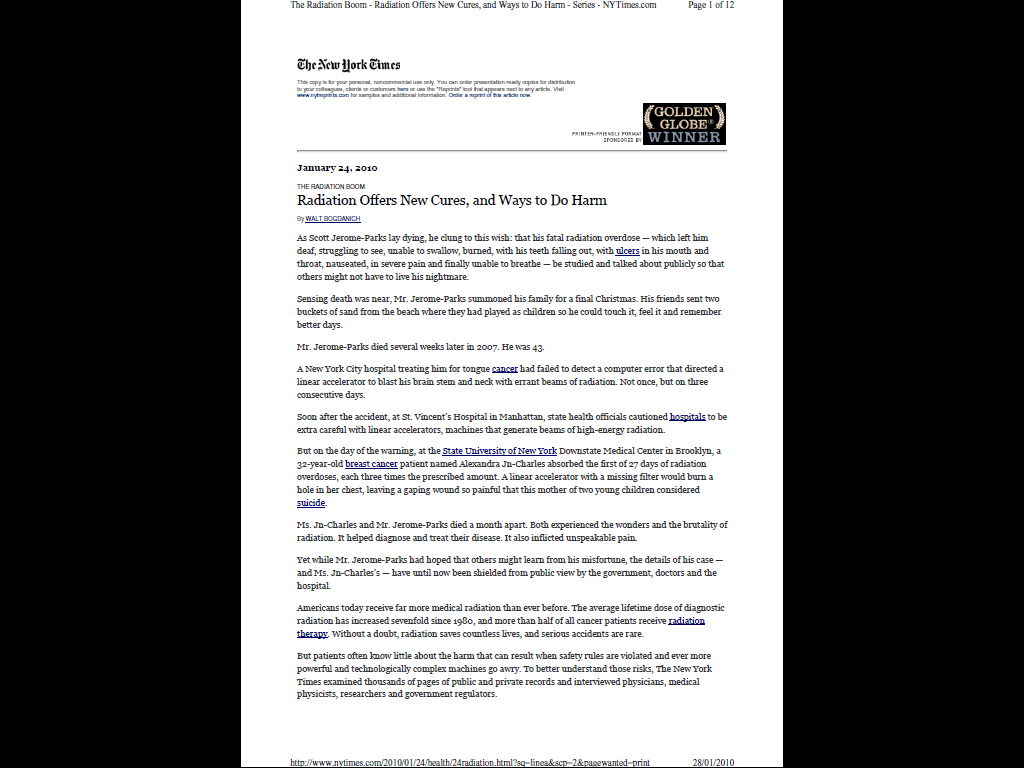 The Radiation Boom - Radiation Offers New Cures, and Ways to Do Harm - Series - NYTimes.com Page 1 of 12
The New York Times
This copy is for your personal, noncommercial use only. You can order presentation-ready copies for distribution
to your colleagues, clients or customers here or use the "Reprints" tool that appears next to any article. Visit
www.nytreprints.com for samples and additional information. Order a reprint of this article now.
PRINTER-FRIENDLY FORMAT
SPONSORED BY
GOLDEN
GLOBE®
WINNER
January 24, 2010
THE RADIATION BOOM
Radiation Offers New Cures, and Ways to Do Harm
By WALT BOGDANICH
As Scott Jerome-Parks lay dying, he clung to this wish: that his fatal radiation overdose — which left him
deaf, struggling to see, unable to swallow, burned, with his teeth falling out, with ulcers in his mouth and
throat, nauseated, in severe pain and finally unable to breathe — be studied and talked about publicly so that
others might not have to live his nightmare.
Sensing death was near, Mr. Jerome-Parks summoned his family for a final Christmas. His friends sent two
buckets of sand from the beach where they had played as children so he could touch it, feel it and remember
better days.
Mr. Jerome-Parks died several weeks later in 2007. He was 43.
A New York City hospital treating him for tongue cancer had failed to detect a computer error that directed a
linear accelerator to blast his brain stem and neck with errant beams of radiation. Not once, but on three
consecutive days.
Soon after the accident, at St. Vincent's Hospital in Manhattan, state health officials cautioned hospitals to be
extra careful with linear accelerators, machines that generate beams of high-energy radiation.
But on the day of the warning, at the State University of New York Downstate Medical Center in Brooklyn, a
32-year-old breast cancer patient named Alexandra Jn-Charles absorbed the first of 27 days of radiation
overdoses, each three times the prescribed amount. A linear accelerator with a missing filter would burn a
hole in her chest, leaving a gaping wound so painful that this mother of two young children considered
suicide.
Ms. Jn-Charles and Mr. Jerome-Parks died a month apart. Both experienced the wonders and the brutality of
radiation. It helped diagnose and treat their disease. It also inflicted unspeakable pain.
Yet while Mr. Jerome-Parks had hoped that others might learn from his misfortune, the details of his case —
and Ms. Jn-Charles's — have until now been shielded from public view by the government, doctors and the
hospital.
Americans today receive far more medical radiation than ever before. The average lifetime dose of diagnostic
radiation has increased sevenfold since 1980, and more than half of all cancer patients receive radiation
therapy. Without a doubt, radiation saves countless lives, and serious accidents are rare.
But patients often know little about the harm that can result when safety rules are violated and ever more
powerful and technologically complex machines go awry. To better understand those risks, The New York
Times examined thousands of pages of public and private records and interviewed physicians, medical
physicists, researchers and government regulators.
http://www.nytimes.com/2010/01/24/health/24radiation.html?sq=linea&scp=2&pagewanted=print 28/01/2010